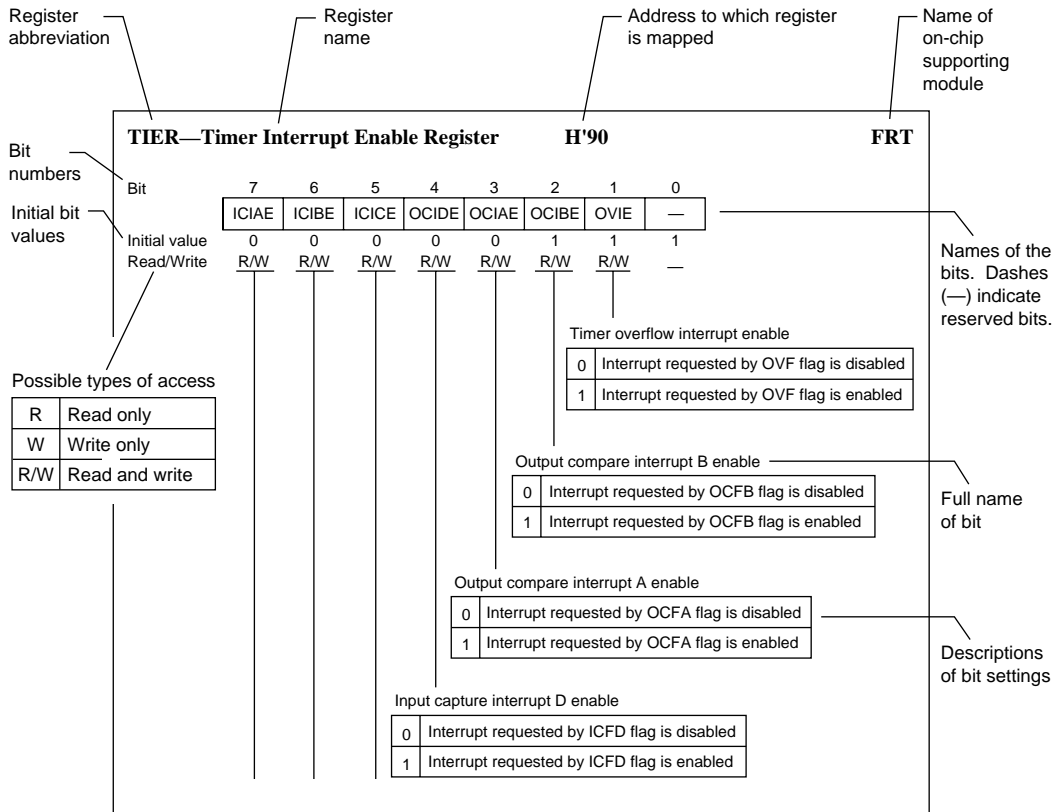 Register
abbreviation
Register
name
Address to which register
is mapped
Name of
on-chip
supporting
module
TIER—Timer Interrupt Enable Register H'90 FRT
Bit
numbers
Bit 7 6 5 4 3 2 1 0
ICIAE ICIBE ICICE OCIDE OCIAE OCIBE OVIE —
Initial bit
values
Initial value 0 0 0 0 0 1 1 1
Read/Write R/W R/W R/W R/W R/W R/W R/W —
Names of the
bits. Dashes
(—) indicate
reserved bits.
Timer overflow interrupt enable
0 Interrupt requested by OVF flag is disabled
1 Interrupt requested by OVF flag is enabled
Possible types of access
R Read only
W Write only
R/W Read and write
Output compare interrupt B enable
0 Interrupt requested by OCFB flag is disabled
1 Interrupt requested by OCFB flag is enabled
Full name
of bit
Output compare interrupt A enable
0 Interrupt requested by OCFA flag is disabled
1 Interrupt requested by OCFA flag is enabled
Descriptions
of bit settings
Input capture interrupt D enable
0 Interrupt requested by ICFD flag is disabled
1 Interrupt requested by ICFD flag is enabled